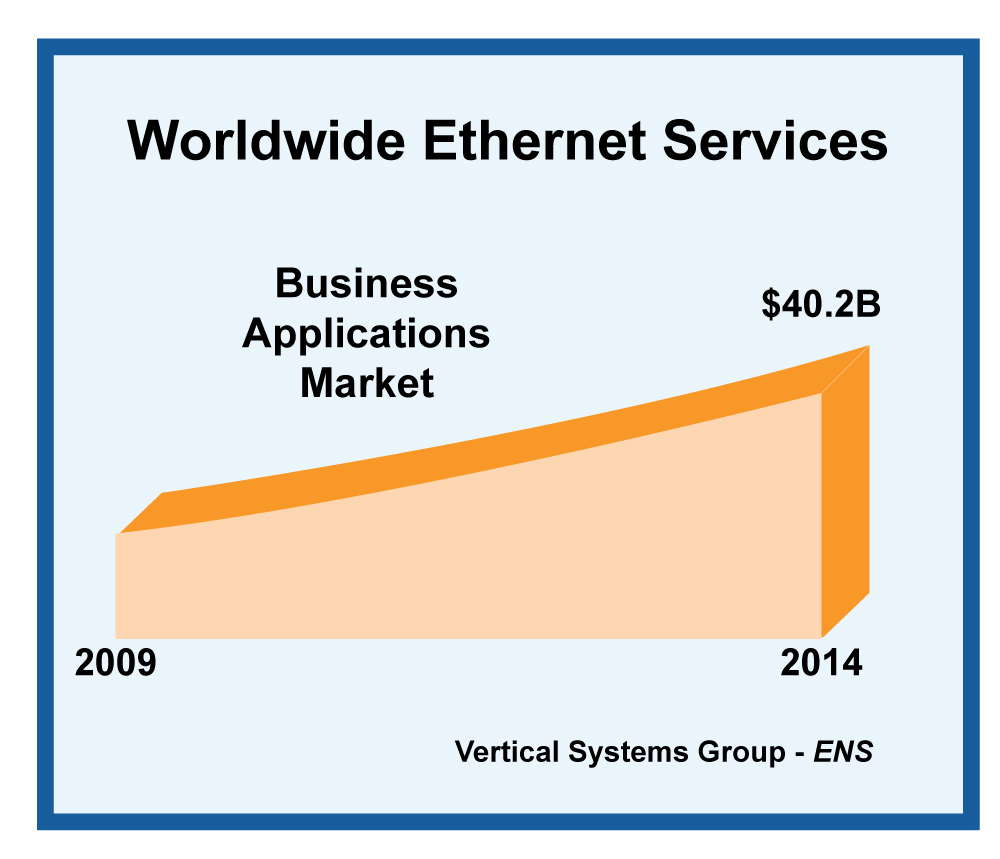 Worldwide Ethernet Services
Business
Applications
Market
$40.2B
2009
2014
Vertical Systems Group - ENS